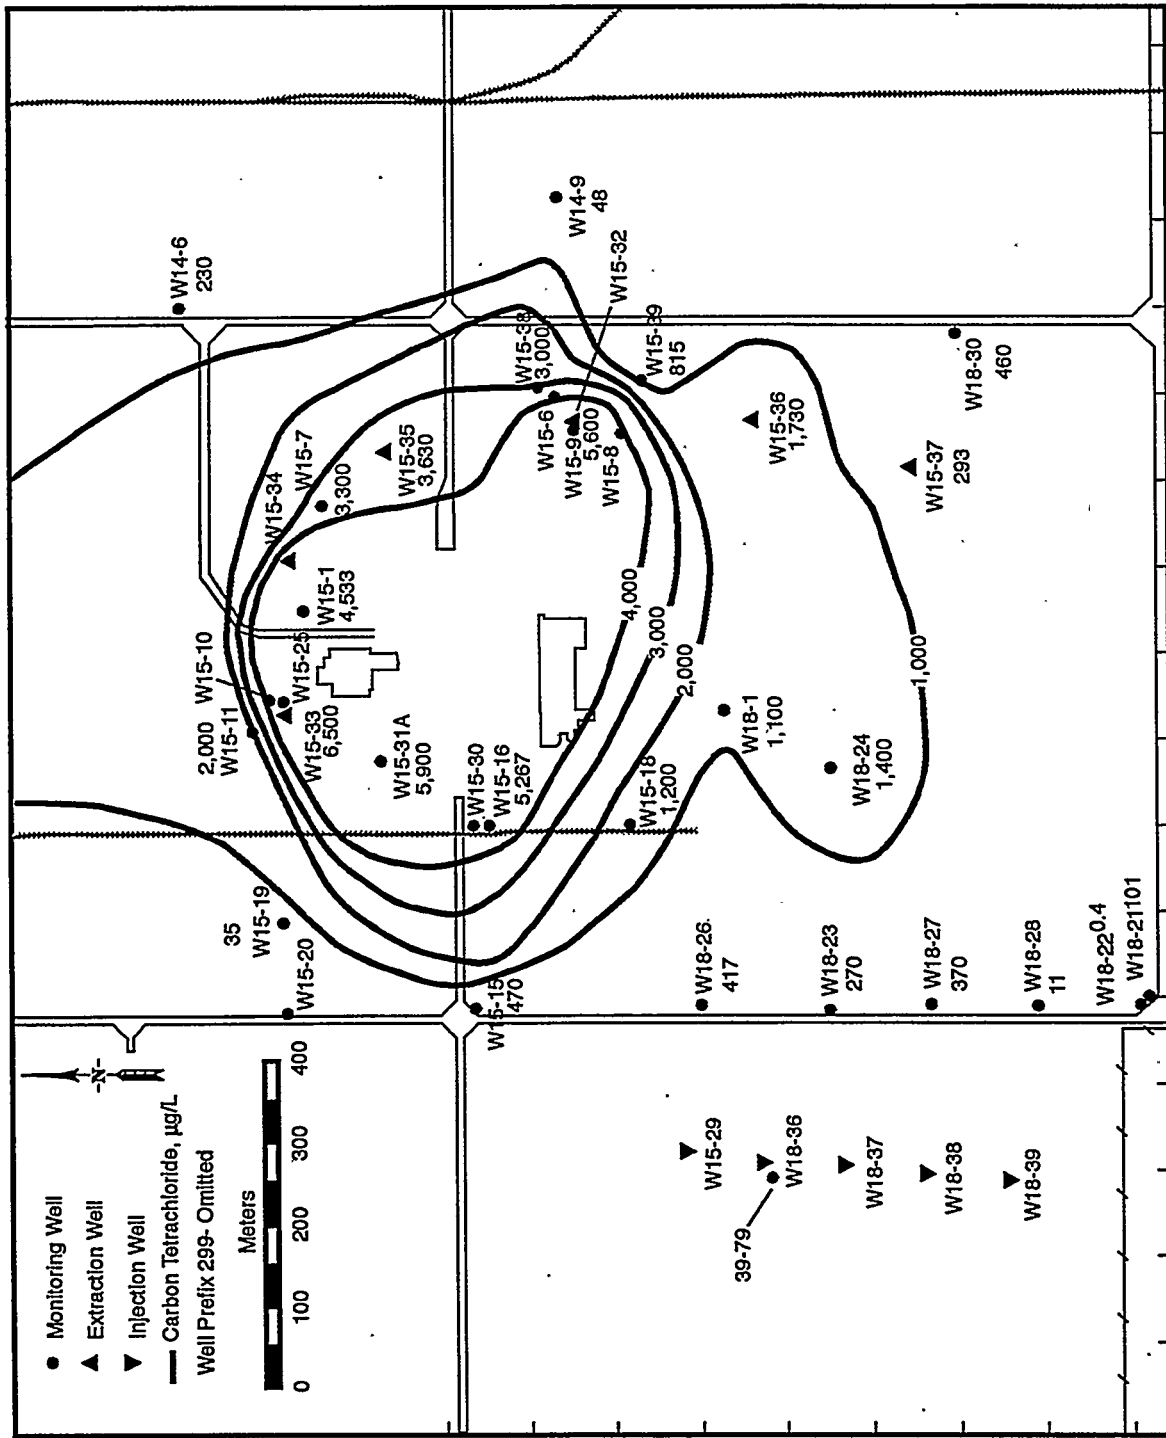 Monitoring Well
Extraction Well
Injection Well
Carbon Tetrachloride, µg/L
Well Prefix 299- Omitted
Meters
0 100 200 300 400
-N-
W15-20
35
W15-19
2,000
W15-11
W15-10
W15-25
W15-33
6,500
W15-31A
5,900
W15-1
4,533
W15-34
W15-7
3,300
W15-35
3,630
W14-6
230
W15-15
470
W15-30
W15-16
5,267
W15-18
1,200
W15-38
3,000
W15-6
W15-9
5,600
W15-8
W15-32
W14-9
48
W15-39
815
4,000
3,000
2,000
1,000
W18-26
417
W18-1
1,100
W15-36
1,730
W18-23
270
W18-24
1,400
W15-37
293
W18-30
460
W18-27
370
W18-28
11
W18-22 0.4
W18-21 101
W15-29
39-79
W18-36
W18-37
W18-38
W18-39